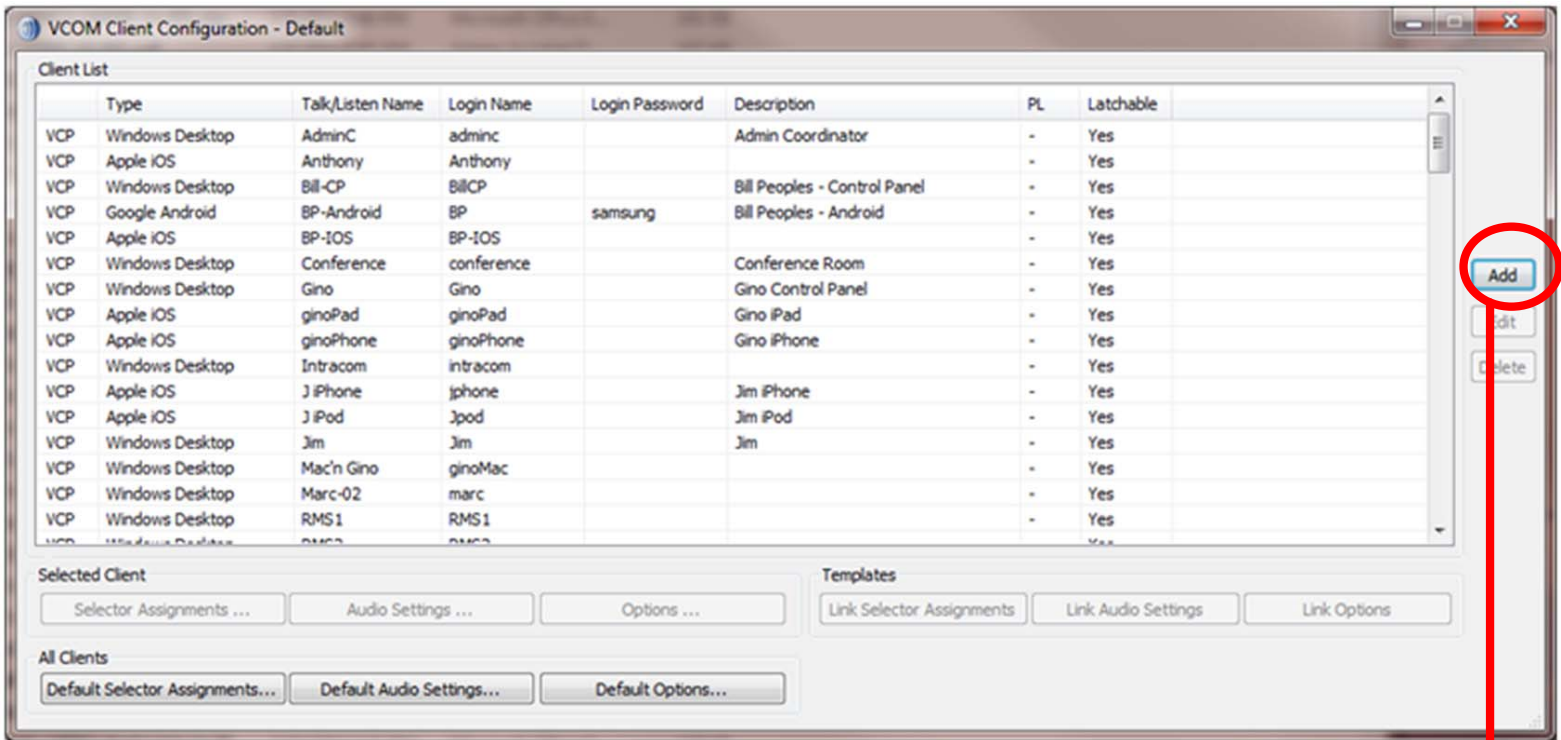 VCOM Client Configuration - Default
Client List
Type Talk/Listen Name Login Name Login Password Description PL Latchable
VCP Windows Desktop AdminC adminc Admin Coordinator - Yes
VCP Apple iOS Anthony Anthony - Yes
VCP Windows Desktop Bill-CP BillCP Bill Peoples - Control Panel - Yes
VCP Google Android BP-Android BP samsung Bill Peoples - Android - Yes
VCP Apple iOS BP-IOS BP-IOS - Yes
VCP Windows Desktop Conference conference Conference Room - Yes
VCP Windows Desktop Gino Gino Gino Control Panel - Yes
VCP Apple iOS ginoPad ginoPad Gino iPad - Yes
VCP Apple iOS ginoPhone ginoPhone Gino iPhone - Yes
VCP Windows Desktop Intracom intracom - Yes
VCP Apple iOS J iPhone jphone Jim iPhone - Yes
VCP Apple iOS J iPod Jpod Jim iPod - Yes
VCP Windows Desktop Jim Jim Jim - Yes
VCP Windows Desktop Mac'n Gino ginoMac - Yes
VCP Windows Desktop Marc-02 marc - Yes
VCP Windows Desktop RMS1 RMS1 - Yes
Add
Edit
Delete
Selected Client
Selector Assignments ... Audio Settings ... Options ...
Templates
Link Selector Assignments Link Audio Settings Link Options
All Clients
Default Selector Assignments... Default Audio Settings... Default Options...